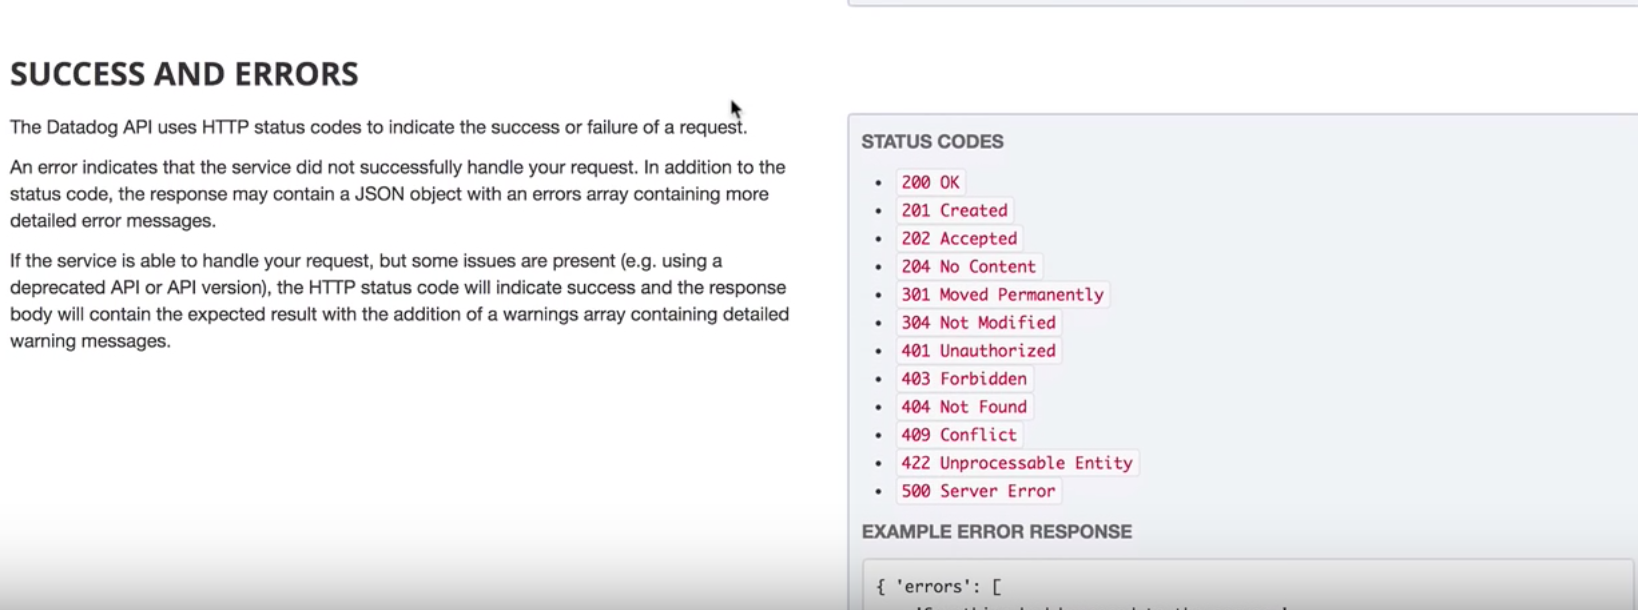 SUCCESS AND ERRORS
The Datadog API uses HTTP status codes to indicate the success or failure of a request.
An error indicates that the service did not successfully handle your request. In addition to the
status code, the response may contain a JSON object with an errors array containing more
detailed error messages.
If the service is able to handle your request, but some issues are present (e.g. using a
deprecated API or API version), the HTTP status code will indicate success and the response
body will contain the expected result with the addition of a warnings array containing detailed
warning messages.
STATUS CODES
• 200 OK
• 201 Created
• 202 Accepted
• 204 No Content
• 301 Moved Permanently
• 304 Not Modified
• 401 Unauthorized
• 403 Forbidden
• 404 Not Found
• 409 Conflict
• 422 Unprocessable Entity
• 500 Server Error
EXAMPLE ERROR RESPONSE
{ 'errors': [